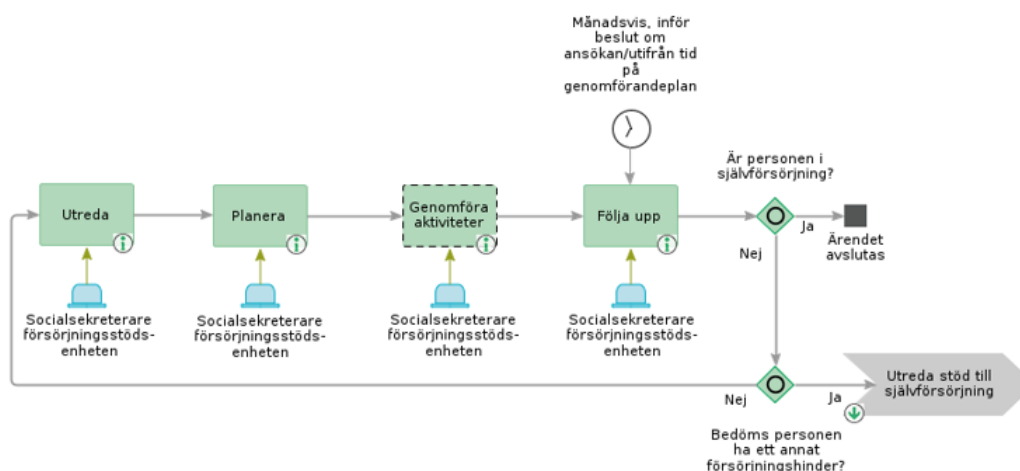 Månadsvis, inför
beslut om
ansökan/utifrån tid
på
genomförandeplan
Är personen i
självförsörjning?
Utreda
Planera
Genomföra
aktiviteter
Följa upp
Ja
Nej
Ärendet
avslutas
Socialsekreterare
försörjningsstöds-
enheten
Socialsekreterare
försörjningsstöds-
enheten
Socialsekreterare
försörjningsstöds-
enheten
Socialsekreterare
försörjningsstöds-
enheten
Utreda stöd till
självförsörjning
Nej
Ja
Bedöms personen
ha ett annat
försörjningshinder?